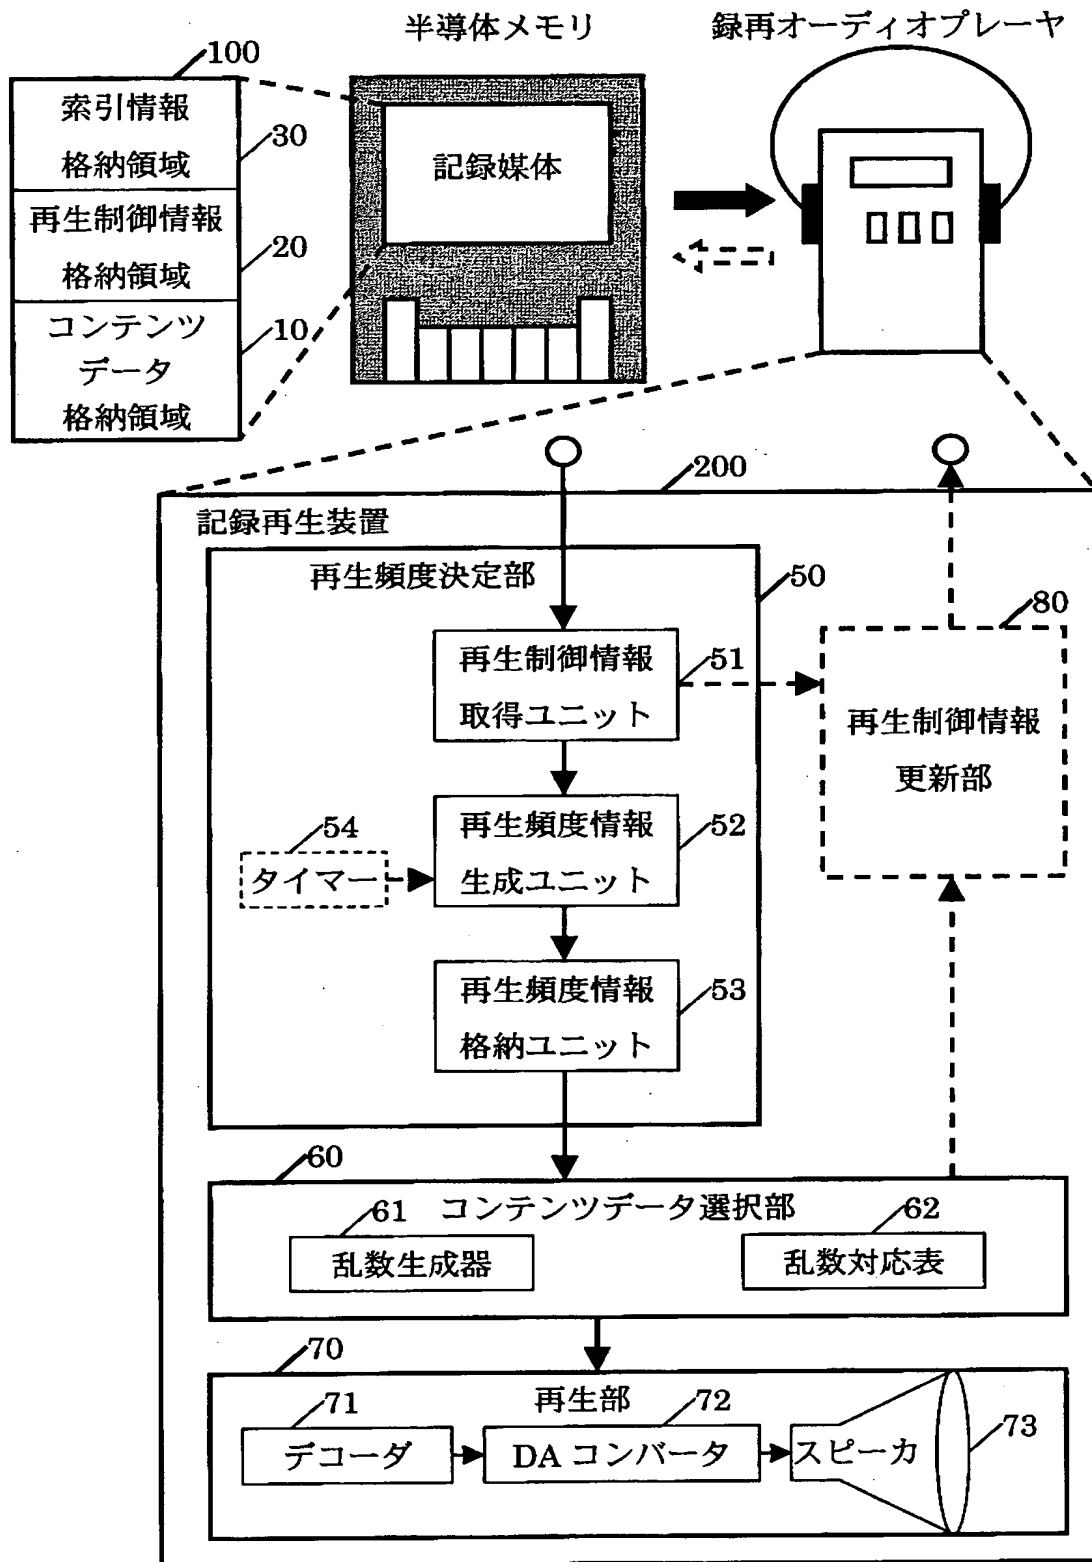 半導体メモリ
録再オーディオプレーヤ
100
索引情報
格納領域
30
再生制御情報
格納領域
20
コンテンツ
データ
格納領域
10
記録媒体
200
記録再生装置
再生頻度決定部
50
再生制御情報
取得ユニット
51
80
再生制御情報
更新部
54
タイマー
再生頻度情報
生成ユニット
52
再生頻度情報
格納ユニット
53
60
コンテンツデータ選択部
61
乱数生成器
62
乱数対応表
70
再生部
71
デコーダ
72
DA コンバータ
スピーカ
73